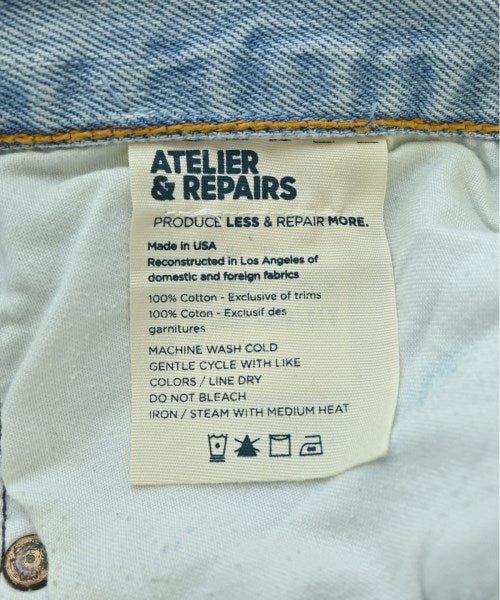 ATELIER
& REPAIRS
PRODUCE LESS & REPAIR MORE.
Made in USA
Reconstructed in Los Angeles of
domestic and foreign fabrics
100% Cotton - Exclusive of trims
100% Coton - Exclusif des
garnitures
MACHINE WASH COLD
GENTLE CYCLE WITH LIKE
COLORS / LINE DRY
DO NOT BLEACH
IRON / STEAM WITH MEDIUM HEAT